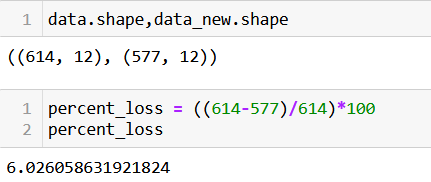 1 data.shape,data_new.shape
((614, 12), (577, 12))
1 percent_loss = ((614-577)/614)*100
2 percent_loss
6.026058631921824